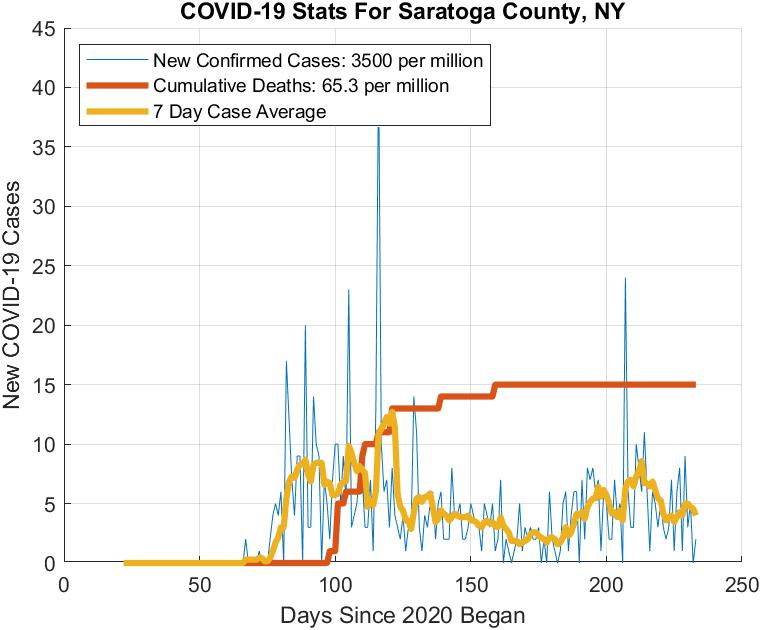 COVID-19 Stats For Saratoga County, NY
45
New Confirmed Cases: 3500 per million
Cumulative Deaths: 65.3 per million
7 Day Case Average
40
35
30
25
20
15
10
5
0
New COVID-19 Cases
0 50 100 150 200 250
Days Since 2020 Began